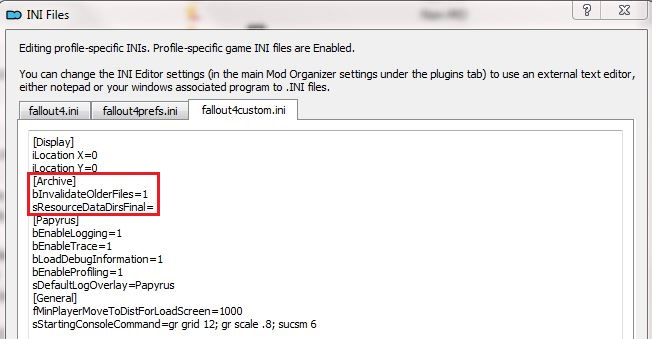 INI Files
Editing profile-specific INIs. Profile-specific game INI files are Enabled.
You can change the INI Editor settings (in the main Mod Organizer settings under the plugins tab) to use an external text editor,
either notepad or your windows associated program to .INI files.
fallout4.ini fallout4prefs.ini fallout4custom.ini
[Display]
iLocation X=0
iLocation Y=0
[Archive]
bInvalidateOlderFiles=1
sResourceDataDirsFinal=
[Papyrus]
bEnableLogging=1
bEnableTrace=1
bLoadDebugInformation=1
bEnableProfiling=1
sDefaultLogOverlay=Papyrus
[General]
fMinPlayerMoveToDistForLoadScreen=1000
sStartingConsoleCommand=gr grid 12; gr scale .8; sucsm 6